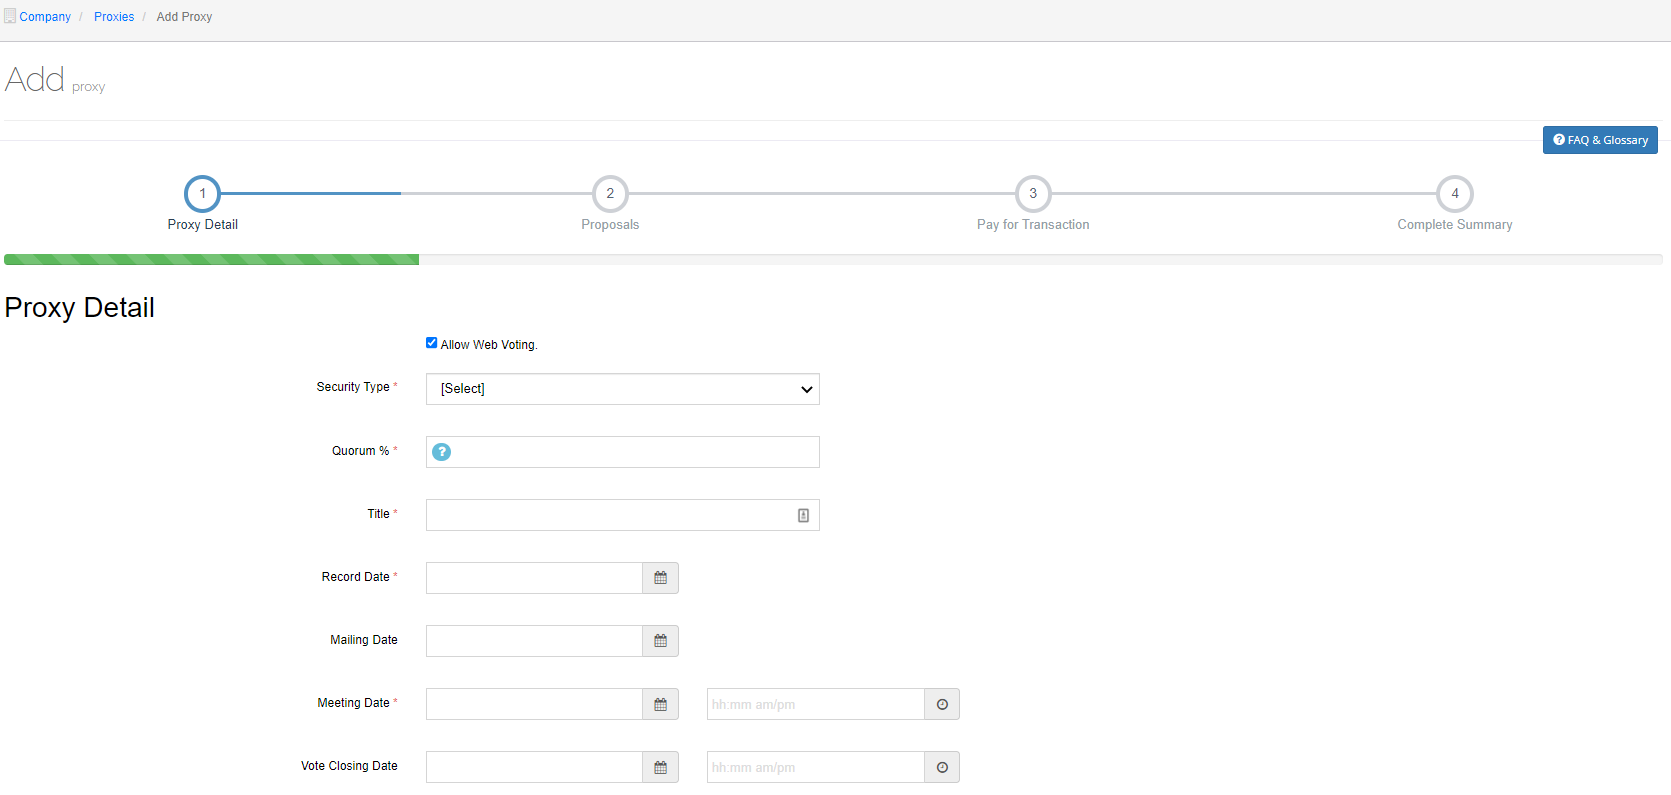 Company / Proxies / Add Proxy
Add proxy
? FAQ & Glossary
1 2 3 4
Proxy Detail Proposals Pay for Transaction Complete Summary
Proxy Detail
Allow Web Voting.
Security Type * [Select]
Quorum % * ?
Title *
Record Date *
Mailing Date
Meeting Date * hh:mm am/pm
Vote Closing Date hh:mm am/pm